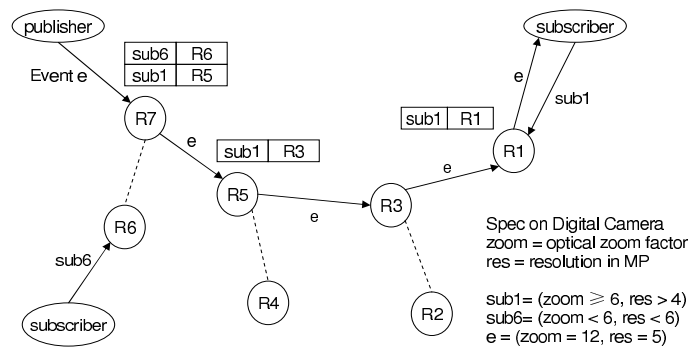 publisher
subscriber
sub6 R6
sub1 R5
Event e
e
sub1
sub1 R1
R7
e
sub1 R3
R1
e
R5
R3
e
R6
sub6
Spec on Digital Camera
zoom = optical zoom factor
res = resolution in MP
R4
R2
sub1= (zoom ≥ 6, res > 4)
sub6= (zoom < 6, res < 6)
e = (zoom = 12, res = 5)
subscriber